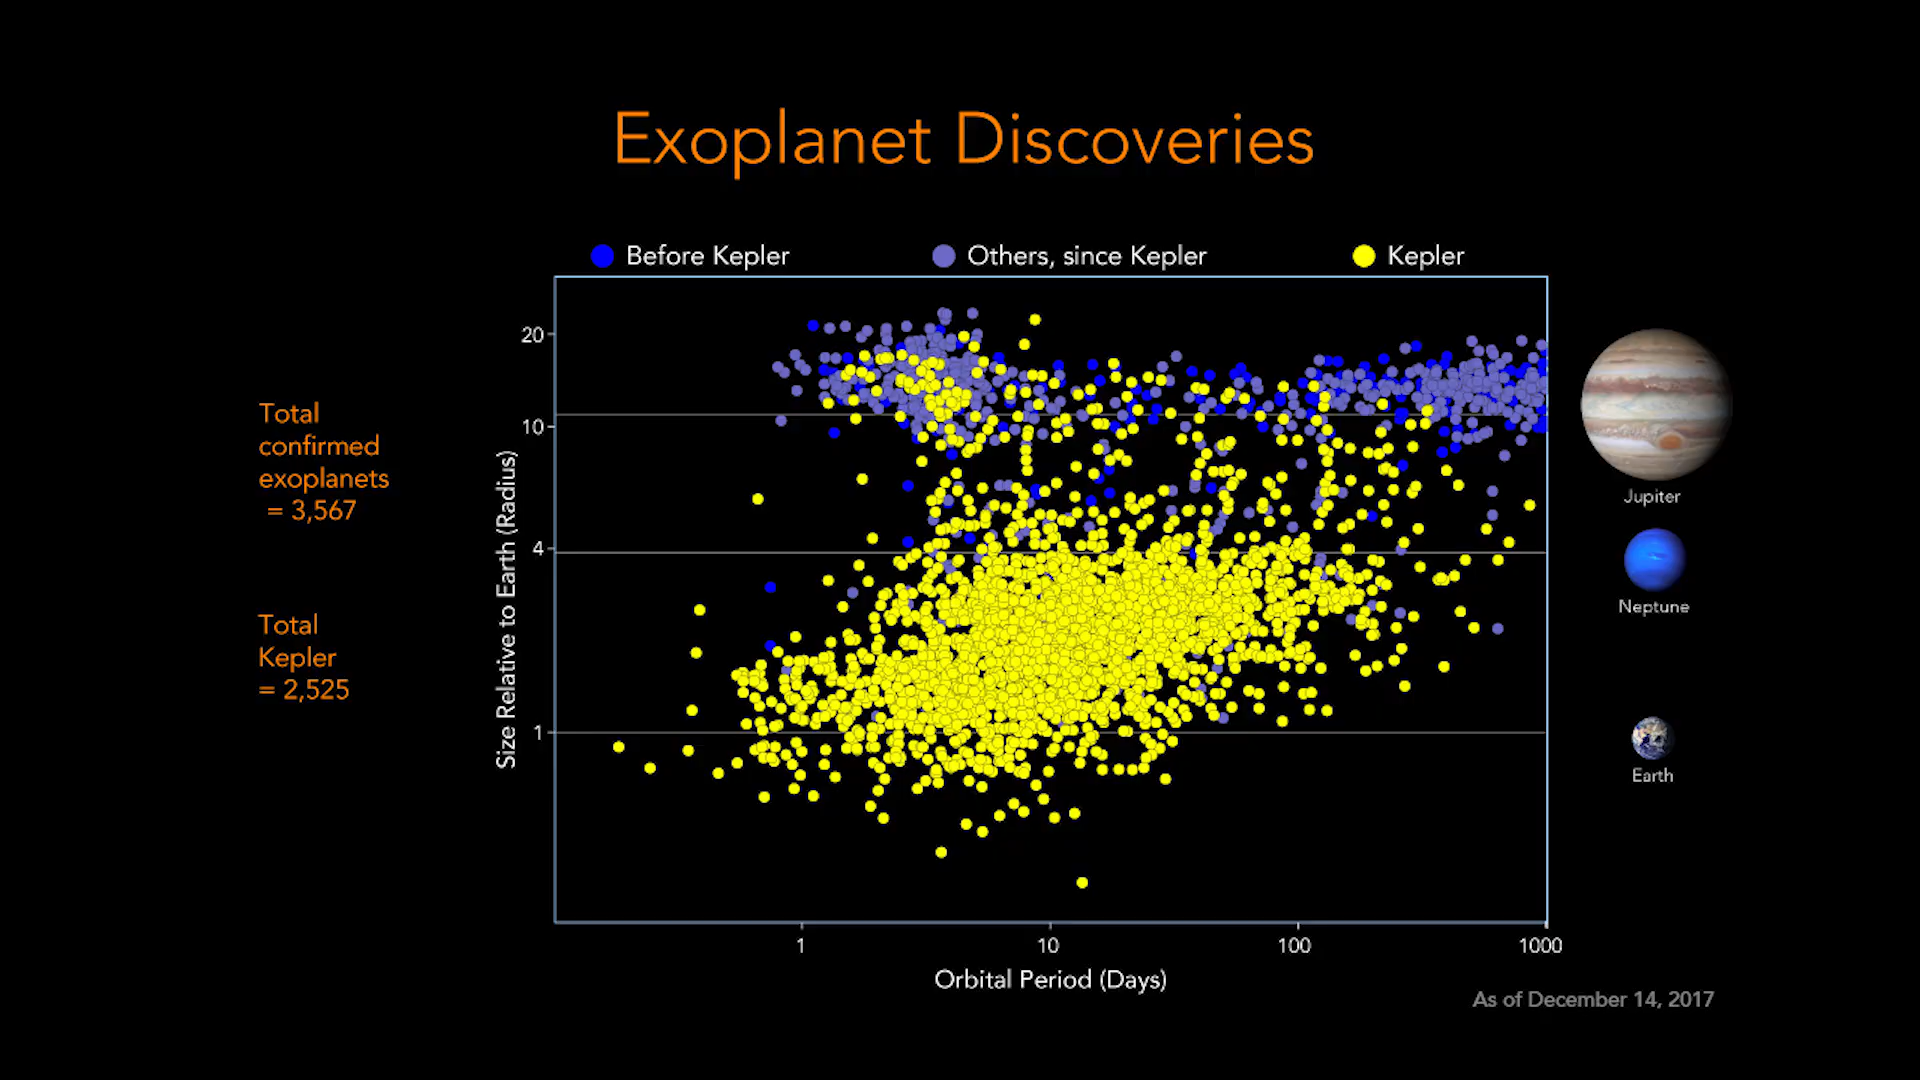 Exoplanet Discoveries
Before Kepler
Others, since Kepler
Kepler
Total
confirmed
exoplanets
= 3,567
Total
Kepler
= 2,525
Size Relative to Earth (Radius)
20
10
4
1
1
10
100
1000
Orbital Period (Days)
Jupiter
Neptune
Earth
As of December 14, 2017